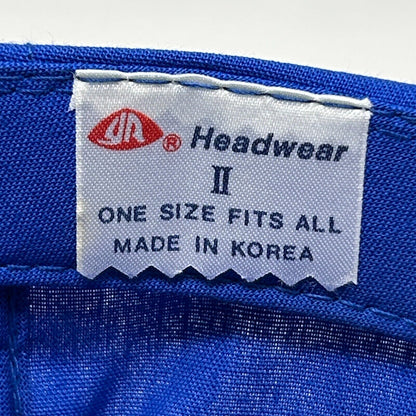 ® Headwear
II
ONE SIZE FITS ALL
MADE IN KOREA